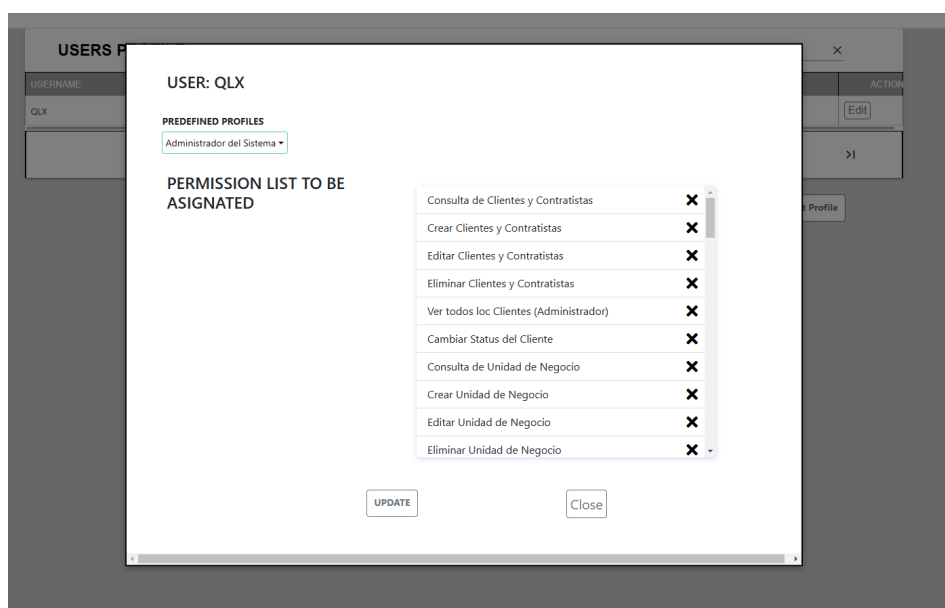 USERS P
USERNAME
ACTION
QLX
Edit
t Profile
USER: QLX
PREDEFINED PROFILES
Administrador del Sistema
PERMISSION LIST TO BE
ASIGNATED
Consulta de Clientes y Contratistas
Crear Clientes y Contratistas
Editar Clientes y Contratistas
Eliminar Clientes y Contratistas
Ver todos loc Clientes (Administrador)
Cambiar Status del Cliente
Consulta de Unidad de Negocio
Crear Unidad de Negocio
Editar Unidad de Negocio
Eliminar Unidad de Negocio
UPDATE
Close